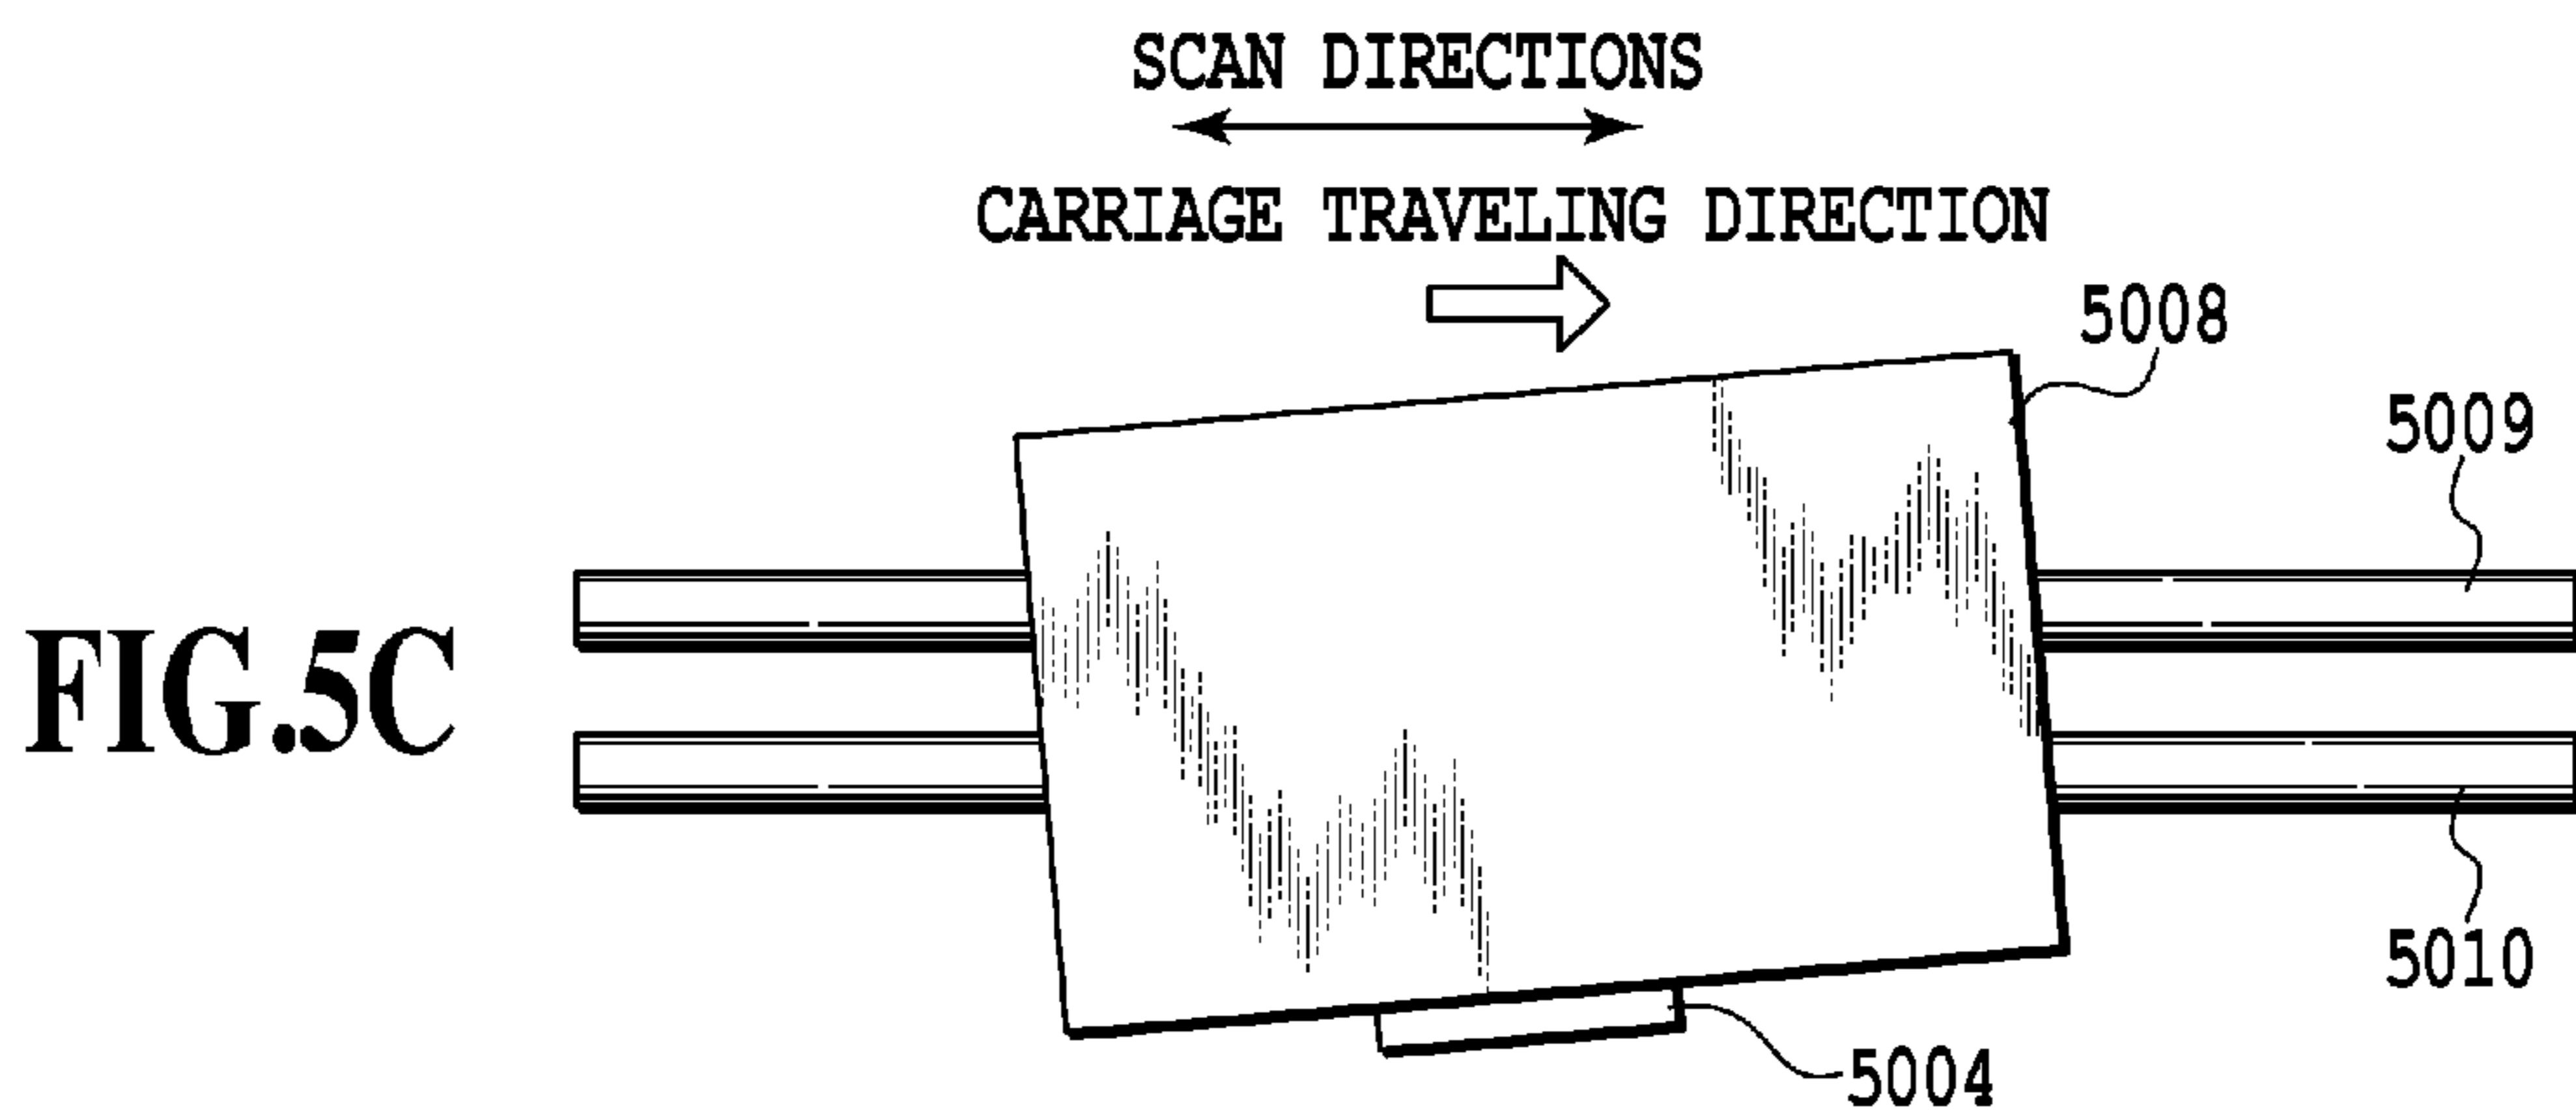 SCAN DIRECTIONS
CARRIAGE TRAVELING DIRECTION
5008
5009
FIG.5C
5010
5004